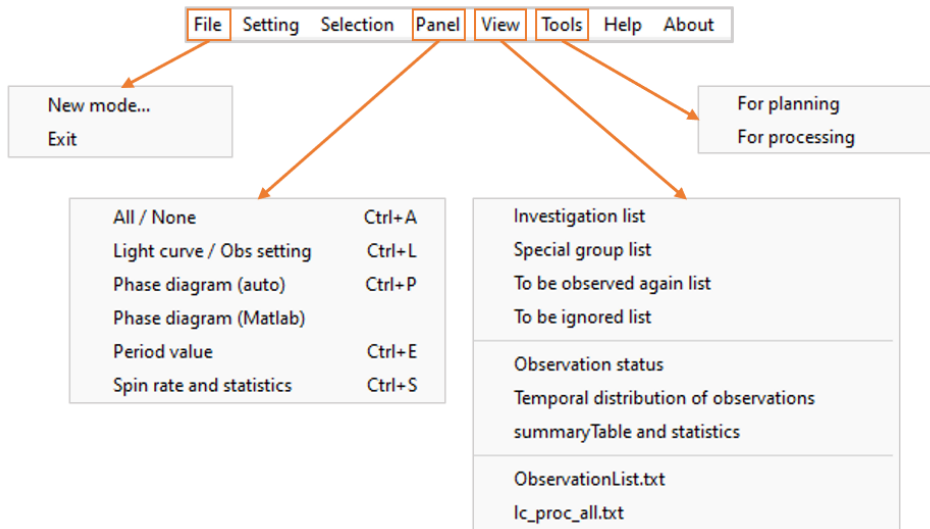 File Setting Selection Panel View Tools Help About
New mode...
Exit
For planning
For processing
All / None Ctrl+A
Light curve / Obs setting Ctrl+L
Phase diagram (auto) Ctrl+P
Phase diagram (Matlab)
Period value Ctrl+E
Spin rate and statistics Ctrl+S
Investigation list
Special group list
To be observed again list
To be ignored list
Observation status
Temporal distribution of observations
summaryTable and statistics
ObservationList.txt
lc_proc_all.txt